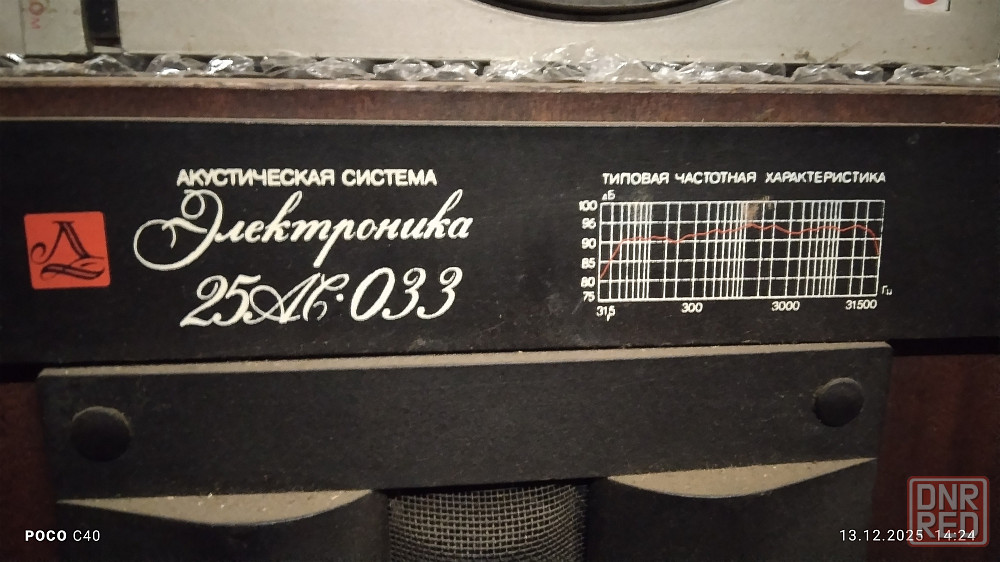 АКУСТИЧЕСКАЯ СИСТЕМА
Электроника
25АС-033
ТИПОВАЯ ЧАСТОТНАЯ ХАРАКТЕРИСТИКА
дБ
100
95
90
85
80
75
31,5 300 3000 31500
Гц
POCO C40
13.12.2025 14:24
DNR
RED